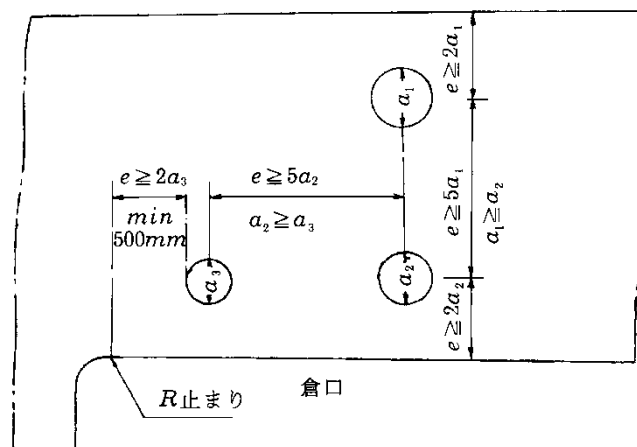 e≧2a₁
a₁
e≧2a₃
e≧5a₂
min
500mm
a₂≧a₃
e≧5a₁
a₁≧a₂
a₃
a₂
e≧2a₂
R止まり
倉口